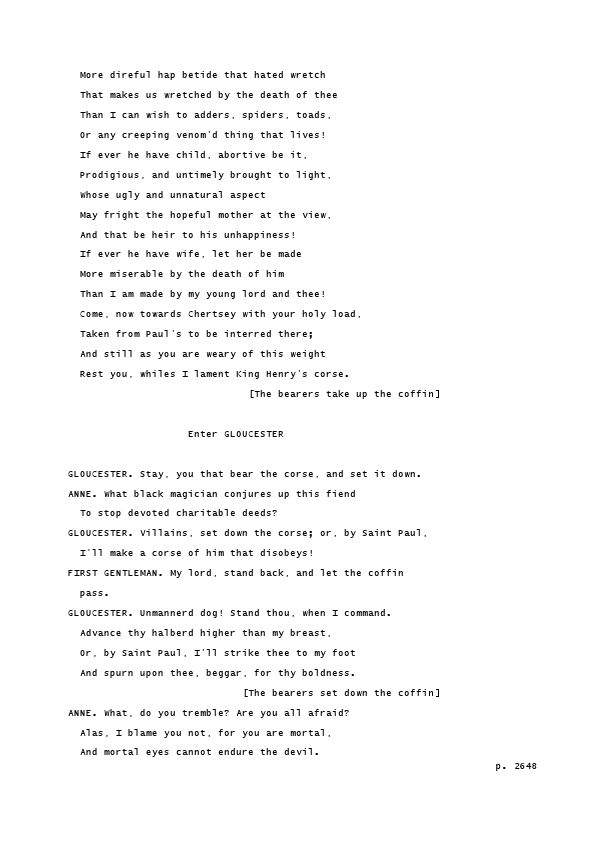 More direful hap betide that hated wretch
That makes us wretched by the death of thee
Than I can wish to adders, spiders, toads,
Or any creeping venom'd thing that lives!
If ever he have child, abortive be it,
Prodigious, and untimely brought to light,
Whose ugly and unnatural aspect
May fright the hopeful mother at the view,
And that be heir to his unhappiness!
If ever he have wife, let her be made
More miserable by the death of him
Than I am made by my young lord and thee!
Come, now towards Chertsey with your holy load,
Taken from Paul's to be interred there;
And still as you are weary of this weight
Rest you, whiles I lament King Henry's corse.
[The bearers take up the coffin]
Enter GLOUCESTER
GLOUCESTER. Stay, you that bear the corse, and set it down.
ANNE. What black magician conjures up this fiend
To stop devoted charitable deeds?
GLOUCESTER. Villains, set down the corse; or, by Saint Paul,
I'll make a corse of him that disobeys!
FIRST GENTLEMAN. My lord, stand back, and let the coffin
pass.
GLOUCESTER. Unmannerd dog! Stand thou, when I command.
Advance thy halberd higher than my breast,
Or, by Saint Paul, I'll strike thee to my foot
And spurn upon thee, beggar, for thy boldness.
[The bearers set down the coffin]
ANNE. What, do you tremble? Are you all afraid?
Alas, I blame you not, for you are mortal,
And mortal eyes cannot endure the devil.
p. 2648